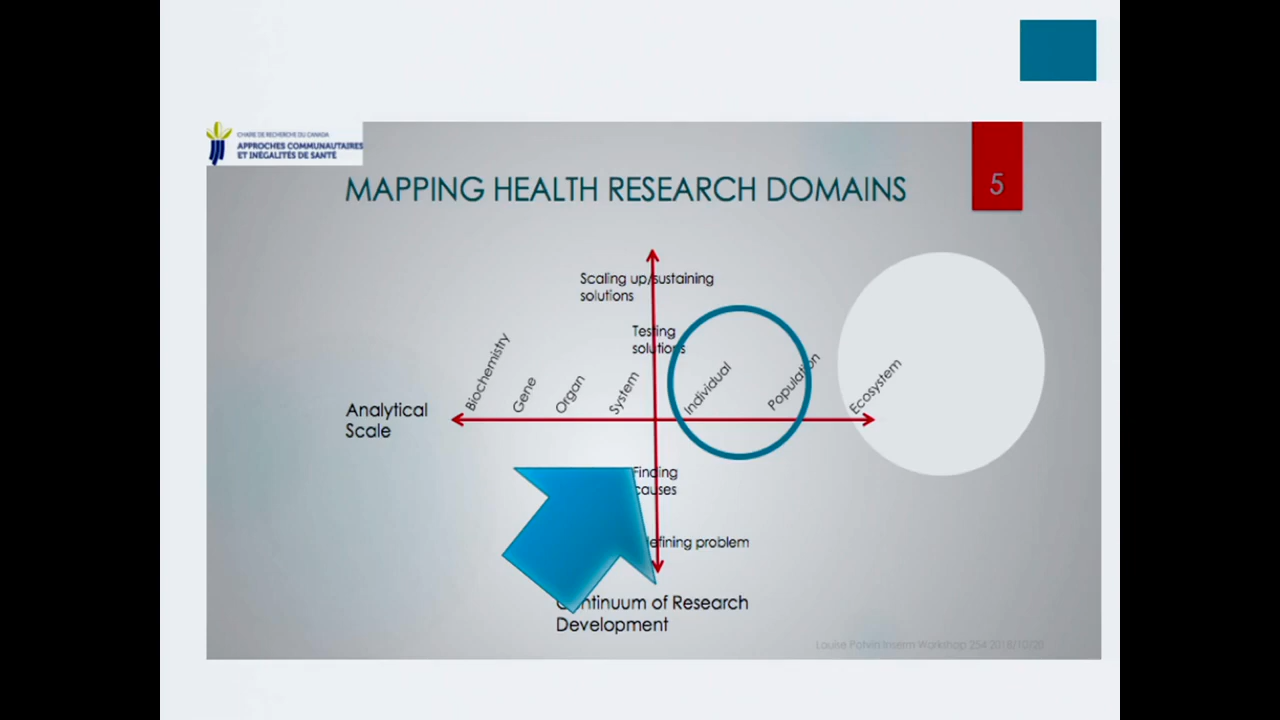 CHAIRE DE RECHERCHE DU CANADA
APPROCHES COMMUNAUTAIRES
ET INÉGALITÉS DE SANTÉ
MAPPING HEALTH RESEARCH DOMAINS
5
Scaling up/sustaining
solutions
Testing
solutions
Biochemistry
Gene
Organ
System
Individual
Population
Ecosystem
Analytical
Scale
Finding
causes
efining problem
Continuum of Research
Development
Louise Potvin Inserm Workshop 254 2018/10/20